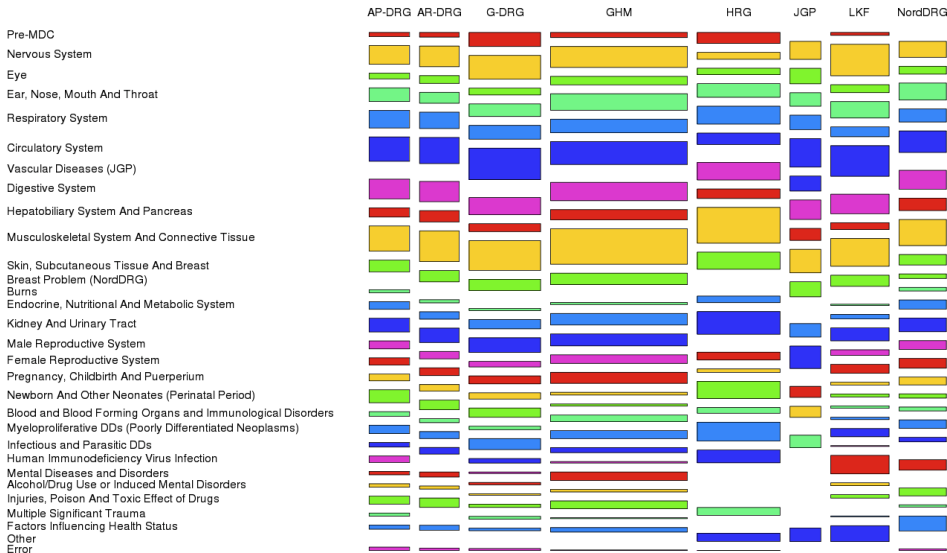 AP-DRG AR-DRG G-DRG GHM HRG JGP LKF NordDRG
Pre-MDC
Nervous System
Eye
Ear, Nose, Mouth And Throat
Respiratory System
Circulatory System
Vascular Diseases (JGP)
Digestive System
Hepatobiliary System And Pancreas
Musculoskeletal System And Connective Tissue
Skin, Subcutaneous Tissue And Breast
Breast Problem (NordDRG)
Burns
Endocrine, Nutritional And Metabolic System
Kidney And Urinary Tract
Male Reproductive System
Female Reproductive System
Pregnancy, Childbirth And Puerperium
Newborn And Other Neonates (Perinatal Period)
Blood and Blood Forming Organs and Immunological Disorders
Myeloproliferative DDs (Poorly Differentiated Neoplasms)
Infectious and Parasitic DDs
Human Immunodeficiency Virus Infection
Mental Diseases and Disorders
Alcohol/Drug Use or Induced Mental Disorders
Injuries, Poison And Toxic Effect of Drugs
Multiple Significant Trauma
Factors Influencing Health Status
Other
Error